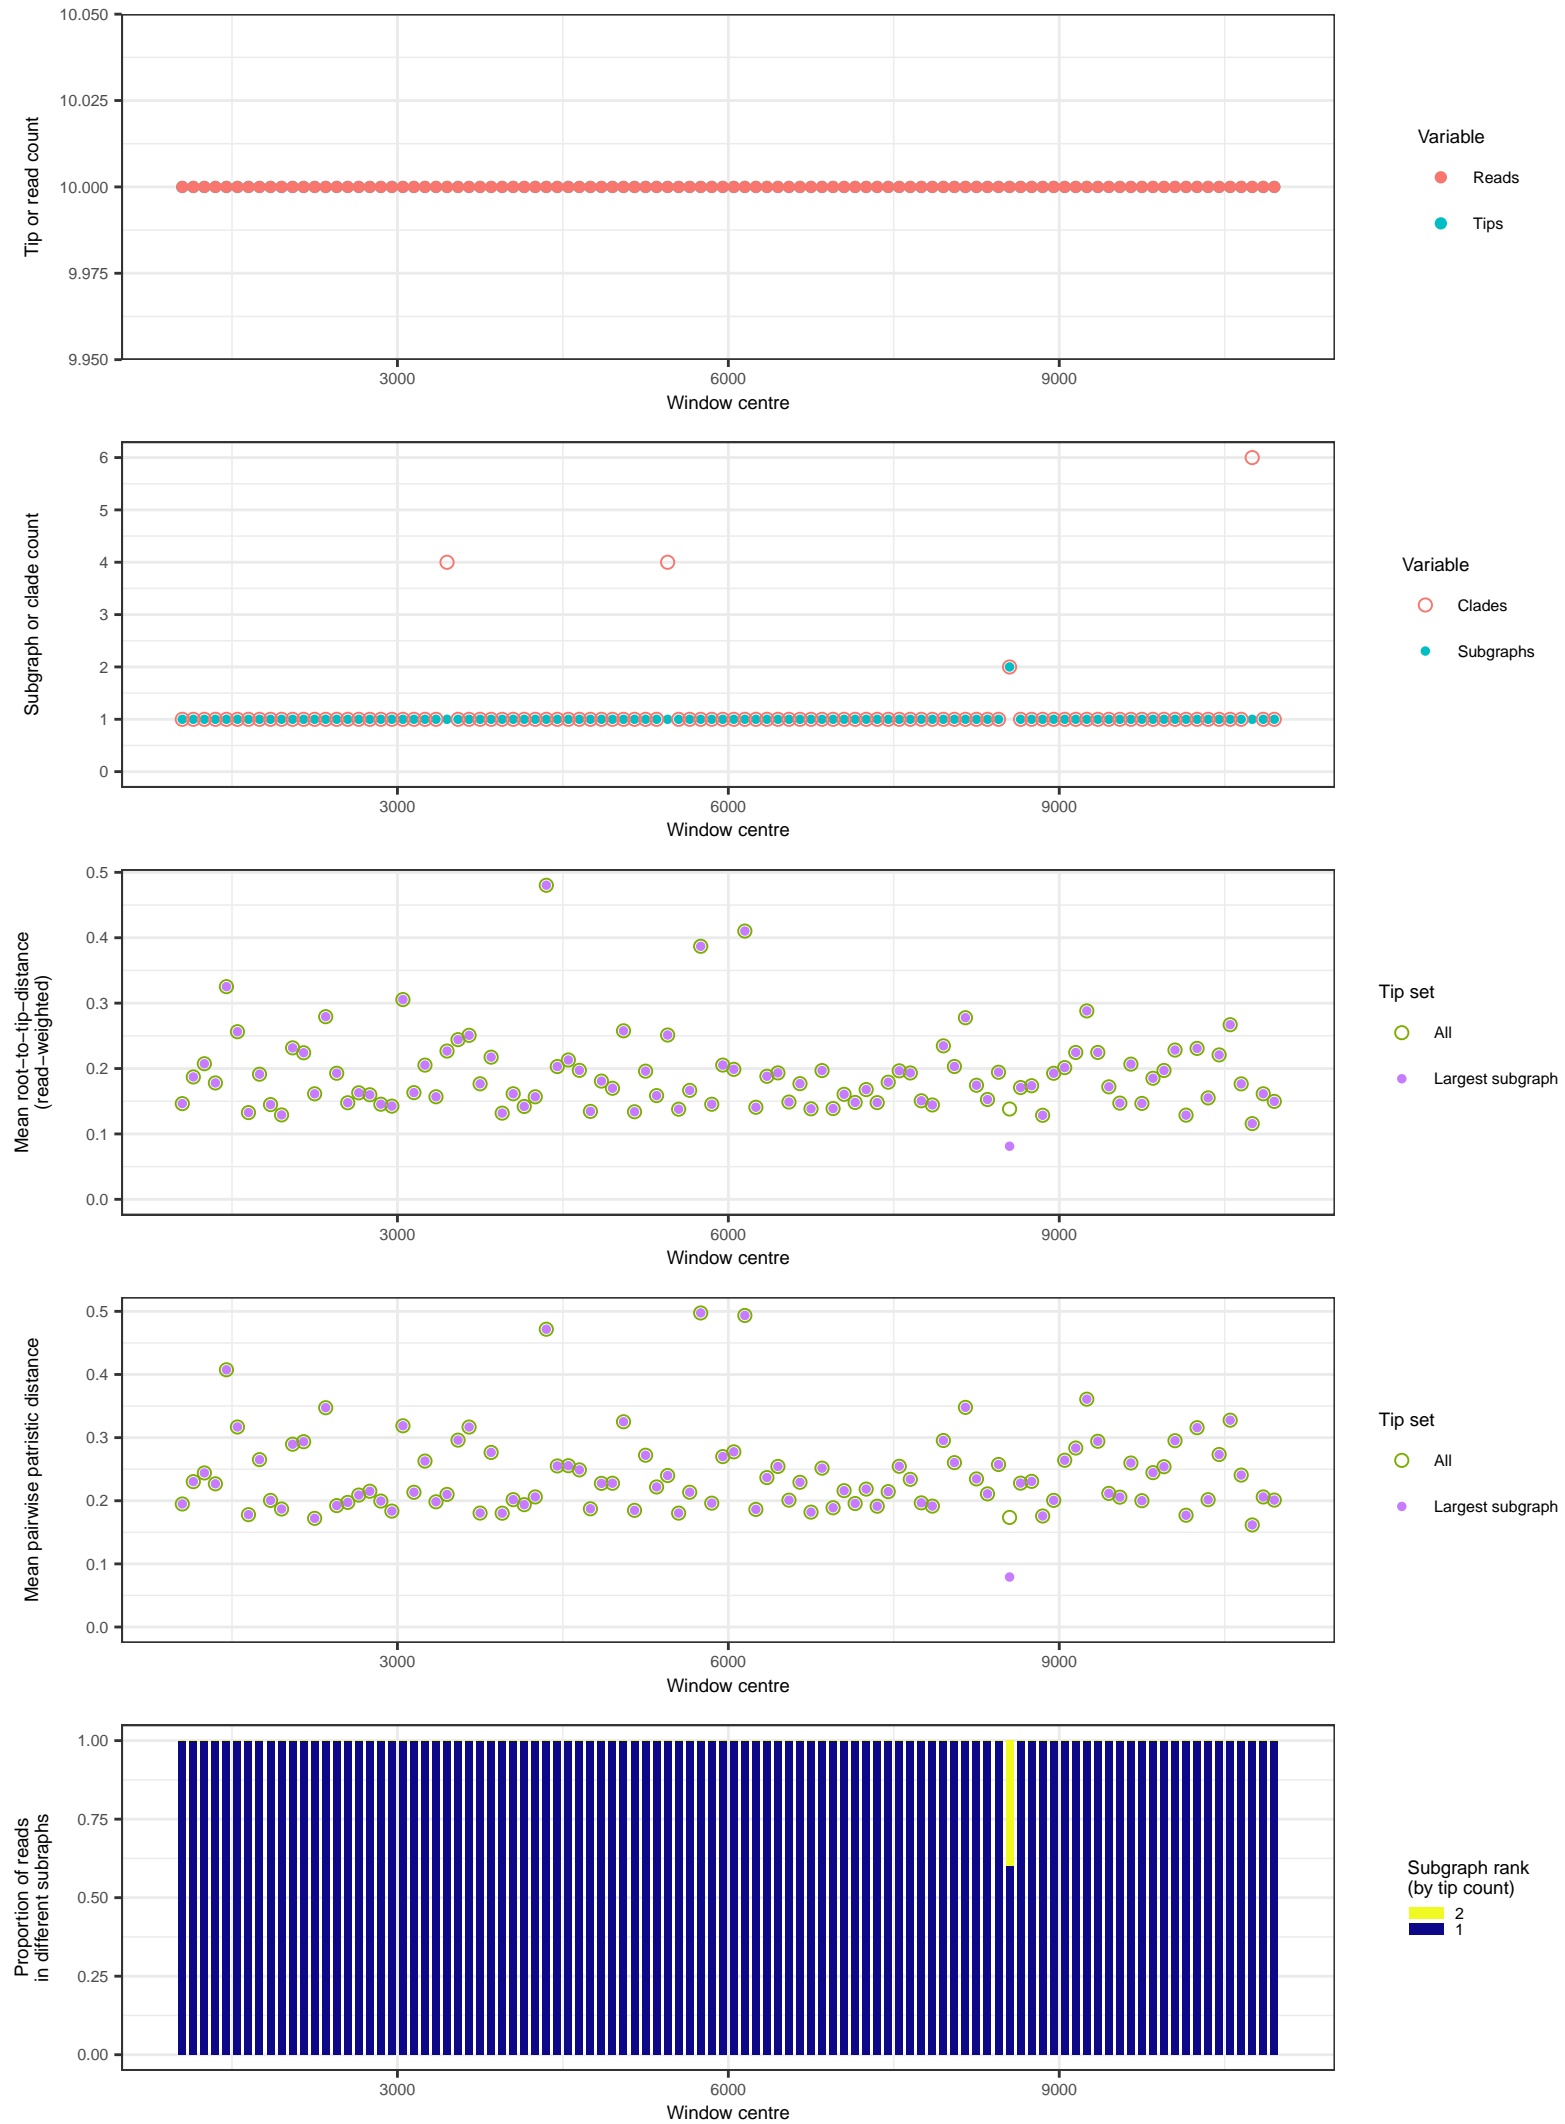 10.050
10.025
10.000
9.975
9.950
Tip or read count
3000 6000 9000
Window centre
Variable
Reads
Tips
6
5
4
3
2
1
0
Subgraph or clade count
3000 6000 9000
Window centre
Variable
Clades
Subgraphs
0.5
0.4
0.3
0.2
0.1
0.0
Mean root−to−tip−distance
(read−weighted)
3000 6000 9000
Window centre
Tip set
All
Largest subgraph
0.5
0.4
0.3
0.2
0.1
0.0
Mean pairwise patristic distance
3000 6000 9000
Window centre
Tip set
All
Largest subgraph
1.00
0.75
0.50
0.25
0.00
Proportion of reads
in different subraphs
3000 6000 9000
Window centre
Subgraph rank
(by tip count)
2
1